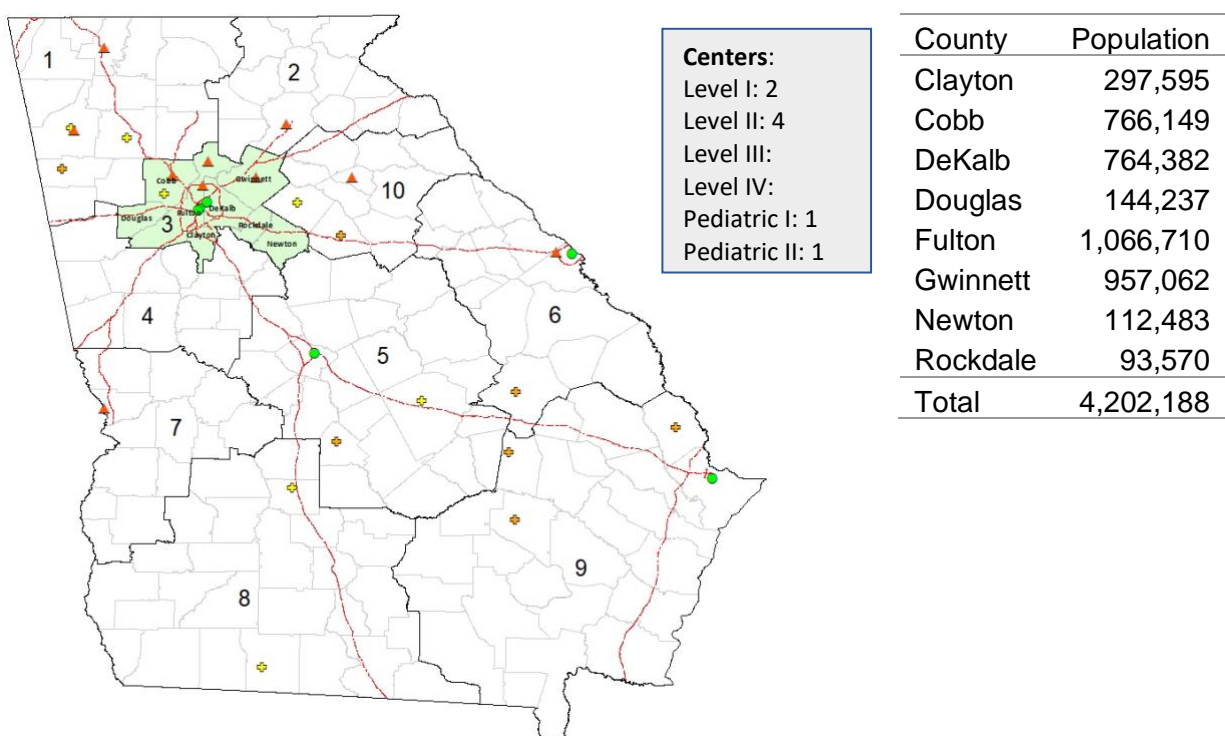 1
2
Cobb
Gwinnett
10
DeKalb
Fulton
Douglas
3
Rockdale
Clayton
Newton
4
6
5
7
9
8
Centers:
Level I: 2
Level II: 4
Level III:
Level IV:
Pediatric I: 1
Pediatric II: 1
County Population
Clayton 297,595
Cobb 766,149
DeKalb 764,382
Douglas 144,237
Fulton 1,066,710
Gwinnett 957,062
Newton 112,483
Rockdale 93,570
Total 4,202,188